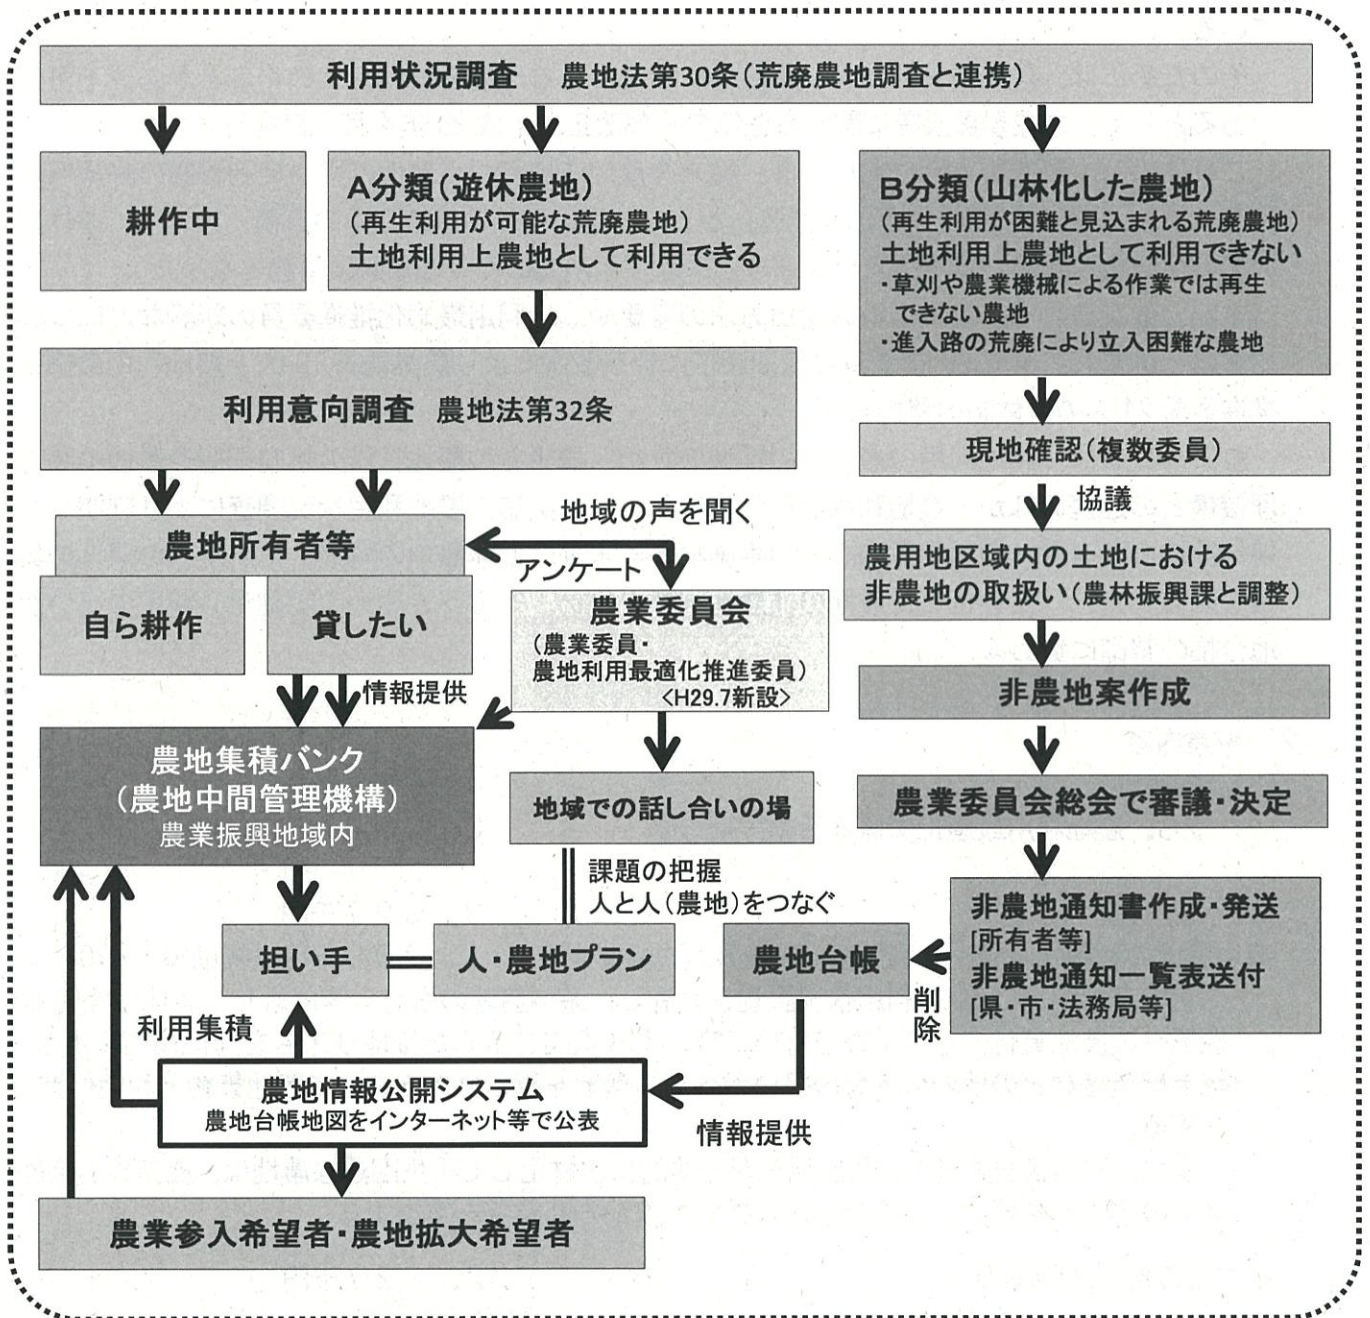 利用状況調査 農地法第30条（荒廃農地調査と連携）
耕作中
A分類（遊休農地）
（再生利用が可能な荒廃農地）
土地利用上農地として利用できる
B分類（山林化した農地）
（再生利用が困難と見込まれる荒廃農地）
土地利用上農地として利用できない
・草刈や農業機械による作業では再生
できない農地
・進入路の荒廃により立入困難な農地
利用意向調査 農地法第32条
現地確認（複数委員）
協議
農地所有者等
地域の声を聞く
アンケート
自ら耕作
貸したい
農業委員会
（農業委員・
農地利用最適化推進委員）
<H29.7新設>
農用地区域内の土地における
非農地の取扱い（農林振興課と調整）
情報提供
非農地案作成
農地集積バンク
（農地中間管理機構）
農業振興地域内
地域での話し合いの場
農業委員会総会で審議・決定
課題の把握
人と人（農地）をつなぐ
担い手
人・農地プラン
農地台帳
非農地通知書作成・発送
[所有者等]
非農地通知一覧表送付
[県・市・法務局等]
削除
利用集積
農地情報公開システム
農地台帳地図をインターネット等で公表
情報提供
農業参入希望者・農地拡大希望者